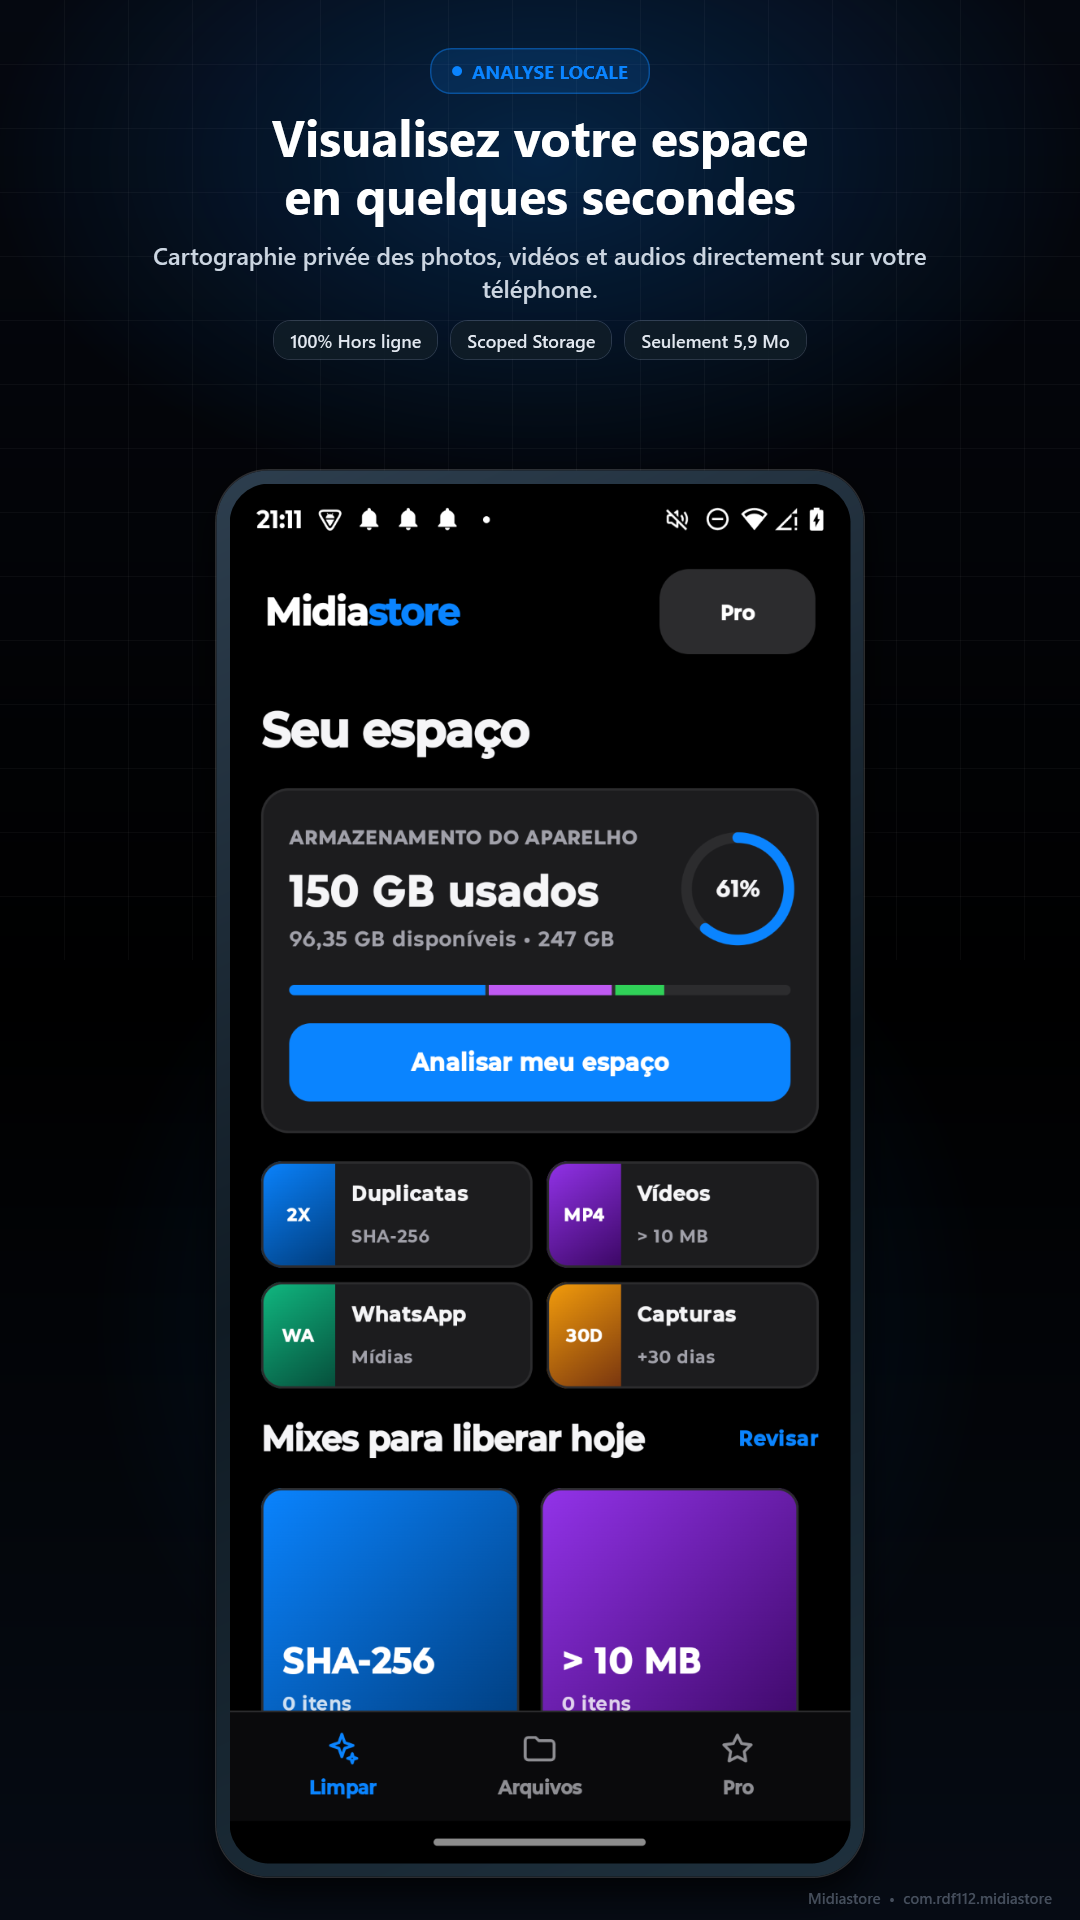 ANALYSE LOCALE
Visualisez votre espace
en quelques secondes
Cartographie privée des photos, vidéos et audios directement sur votre
téléphone.
100% Hors ligne
Scoped Storage
Seulement 5,9 Mo
21:11
Midiastore
Pro
Seu espaço
ARMAZENAMENTO DO APARELHO
150 GB usados
61%
96,35 GB disponíveis • 247 GB
Analisar meu espaço
2X
Duplicatas
SHA-256
MP4
Vídeos
> 10 MB
WA
WhatsApp
Mídias
30D
Capturas
+30 dias
Mixes para liberar hoje
Revisar
SHA-256
0 itens
> 10 MB
0 itens
Limpar
Arquivos
Pro
Midiastore • com.rdf112.midiastore